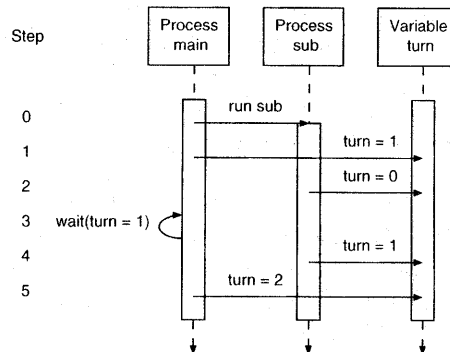 Step
Process
main
Process
sub
Variable
turn
0
run sub
1
turn = 1
2
turn = 0
3
wait(turn = 1)
4
turn = 1
5
turn = 2